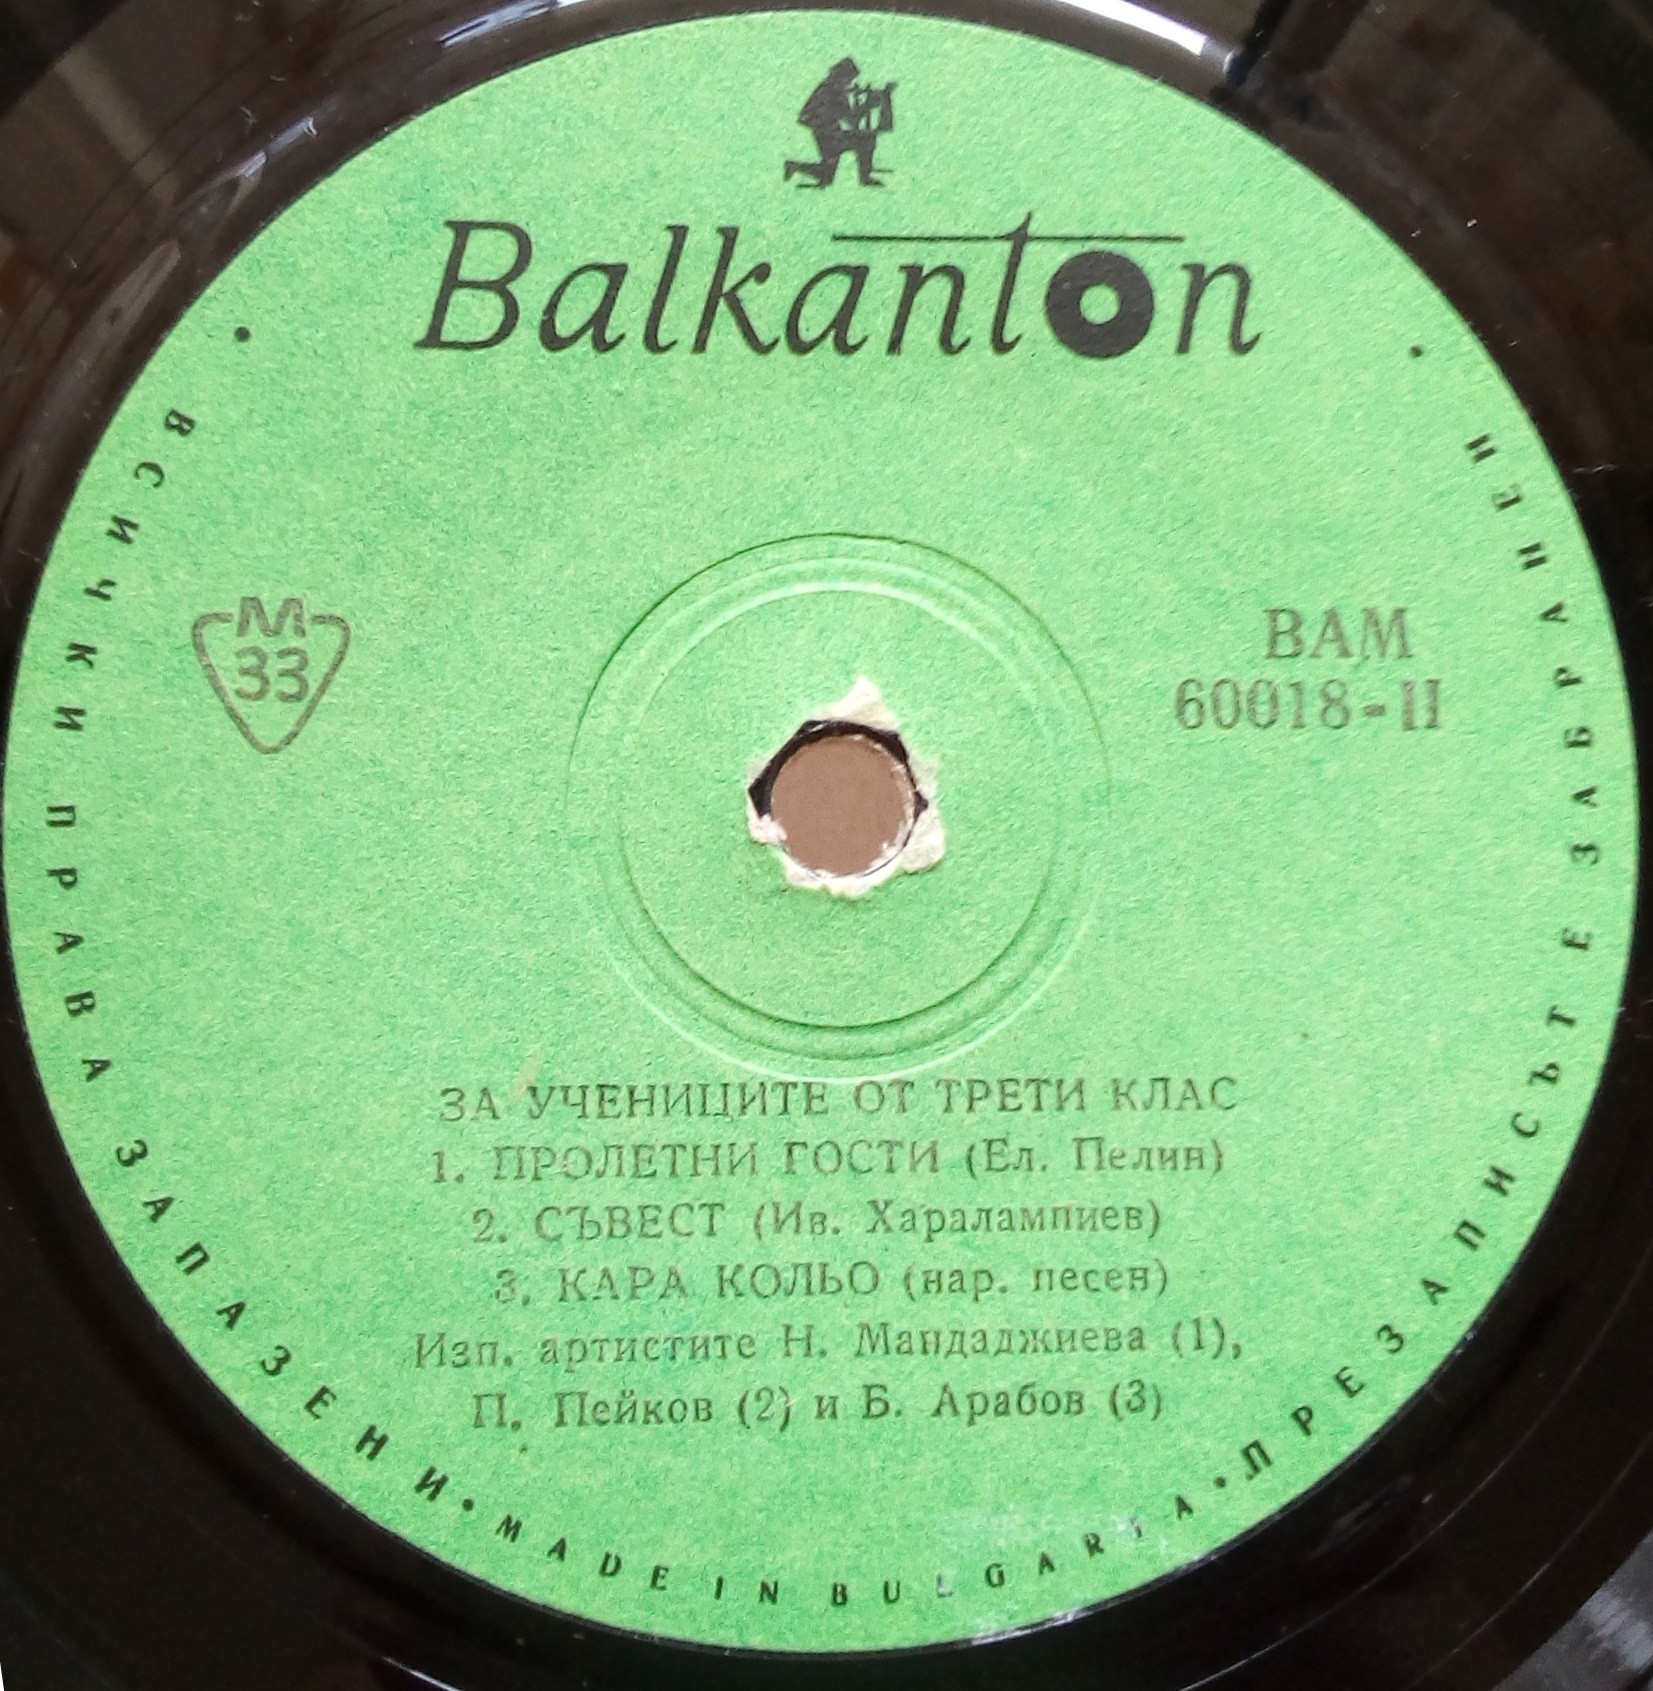 Balkanton
M
33
ВАМ
60018-II
ЗА УЧЕНИЦИТЕ ОТ ТРЕТИ КЛАС
1. ПРОЛЕТНИ ГОСТИ (Ел. Пелин)
2. СЪВЕСТ (Ив. Харалампиев)
3. КАРА КОЛЬО (нар. песен)
Изп. артистите Н. Мандаджиева (1),
П. Пейков (2) и Б. Арабов (3)
• ВСИЧКИ ПРАВА ЗАПАЗЕНИ • MADE IN BULGARIA • ПРЕЗАПИСЪТ Е ЗАБРАНЕН •